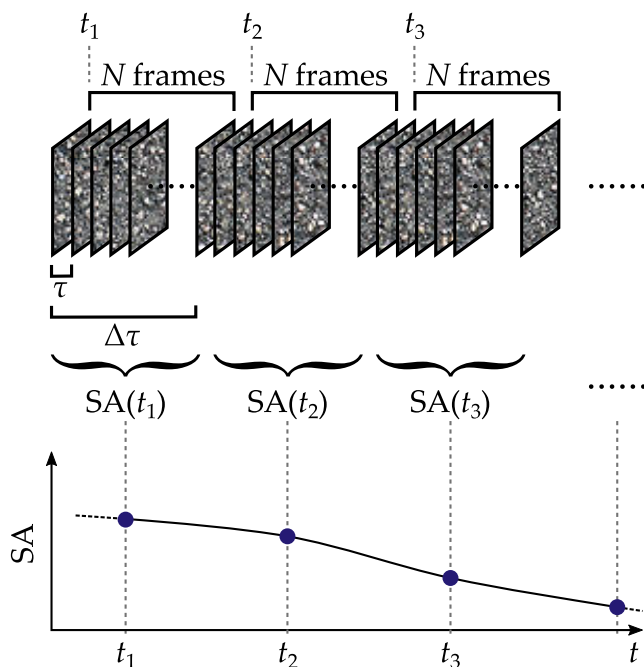 t1 t2 t3
N frames N frames N frames
τ
Δτ
SA(t1) SA(t2) SA(t3)
SA
t1 t2 t3 t